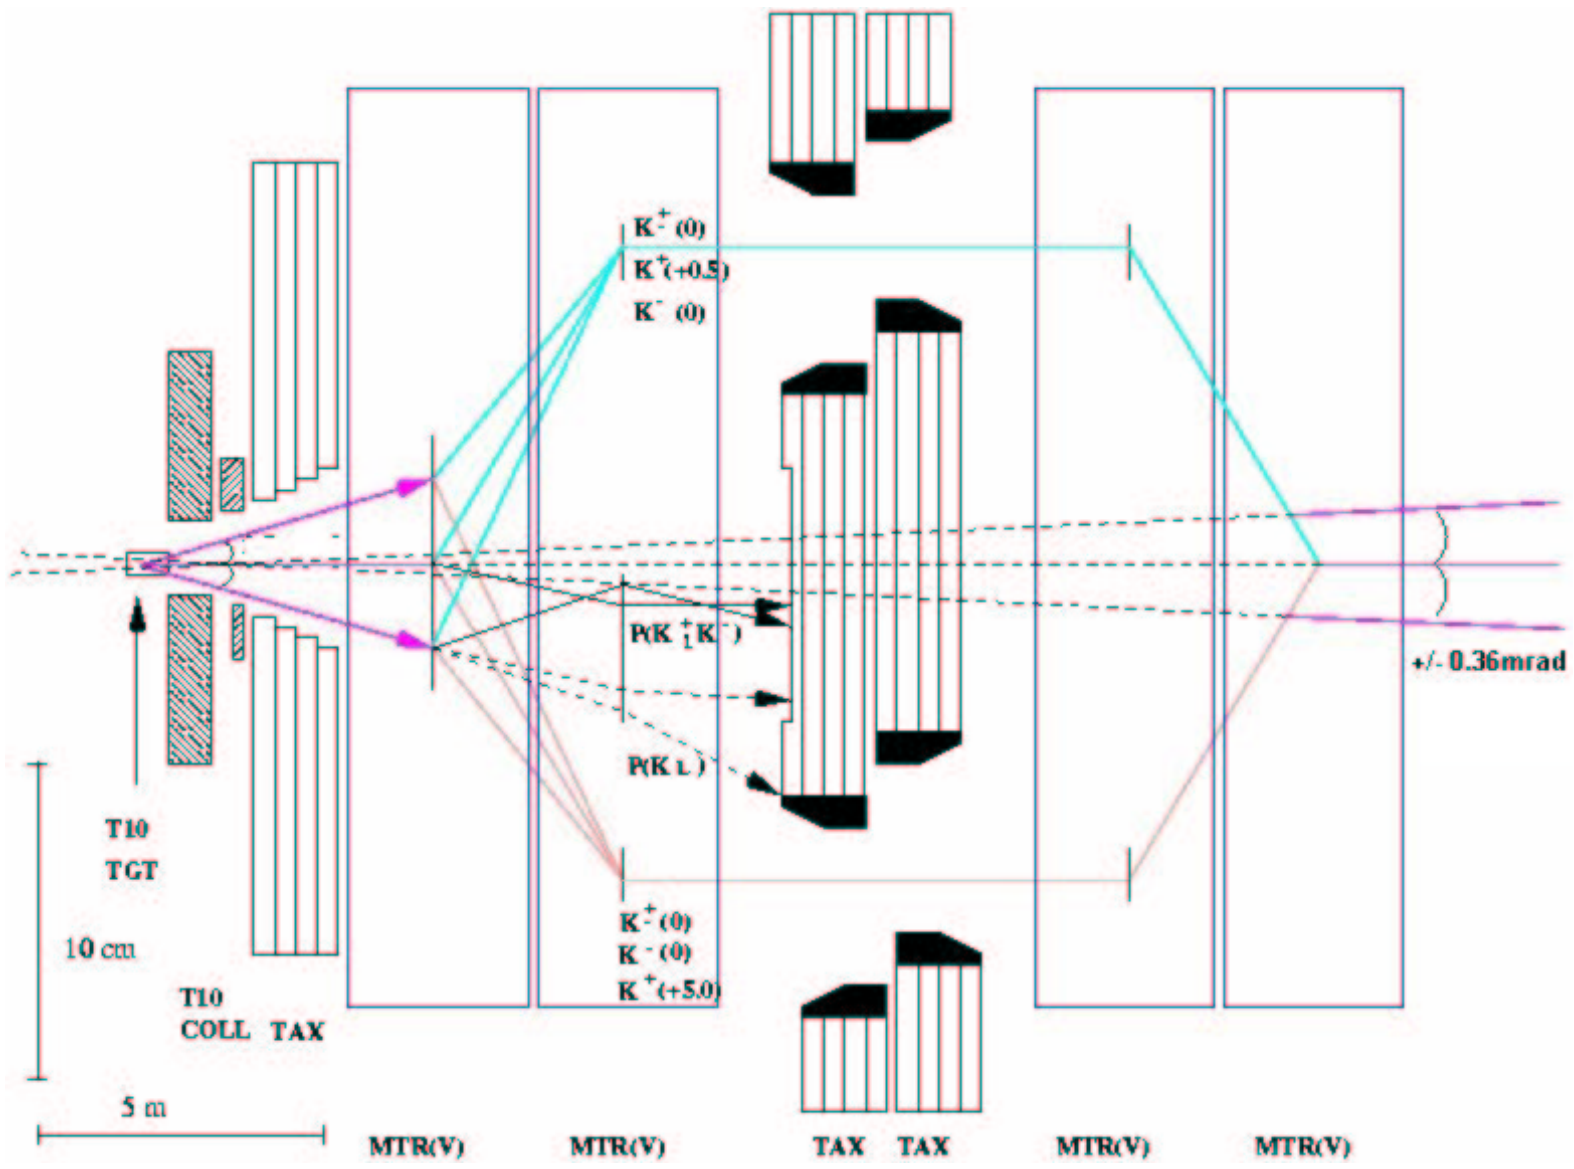 K⁺₋ (0)
K⁺(+0.5)
K⁻ (0)
P(K⁺₁K⁻)
+/- 0.36mrad
P(K L)
T10
TGT
K⁺₋(0)
K⁻(0)
K⁺(+5.0)
10 cm
T10
COLL TAX
5 m
MTR(V) MTR(V) TAX TAX MTR(V) MTR(V)